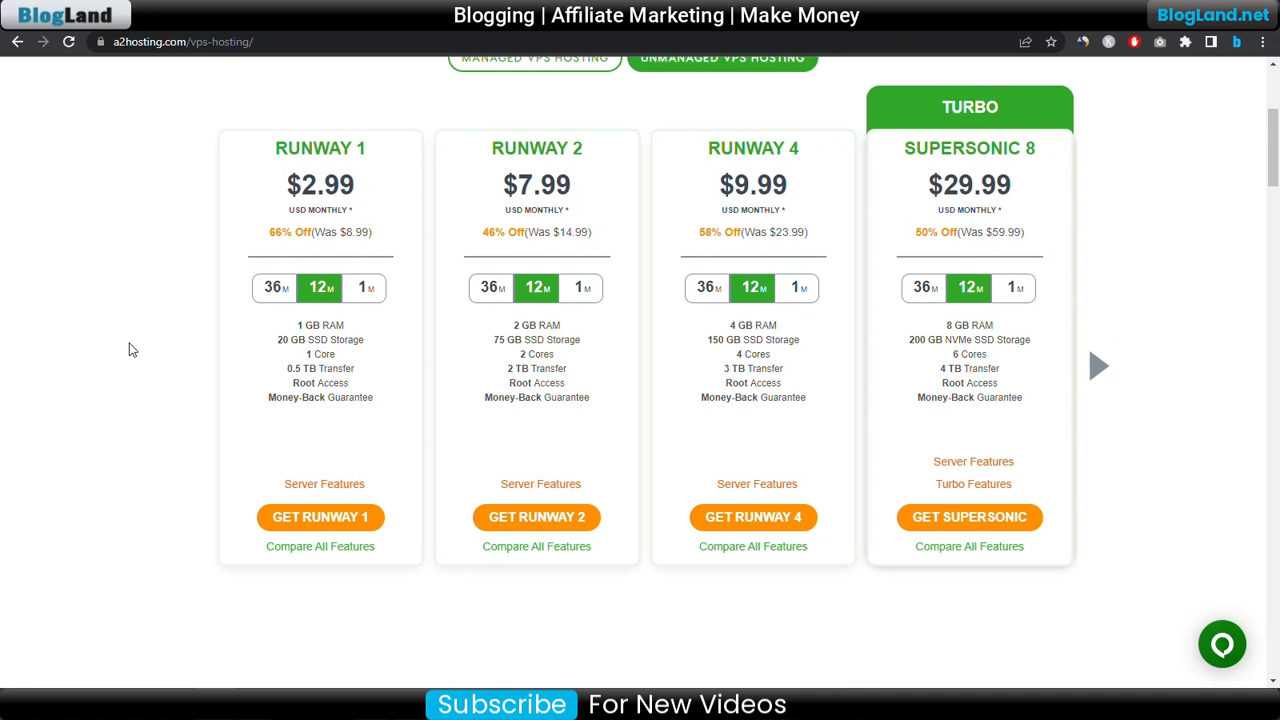 BlogLand
Blogging | Affiliate Marketing | Make Money
BlogLand.net
a2hosting.com/vps-hosting/
MANAGED VPS HOSTING
UNMANAGED VPS HOSTING
TURBO
RUNWAY 1
$2.99
USD MONTHLY *
66% Off(Was $8.99)
36M 12M 1M
1 GB RAM
20 GB SSD Storage
1 Core
0.5 TB Transfer
Root Access
Money-Back Guarantee
Server Features
GET RUNWAY 1
Compare All Features
RUNWAY 2
$7.99
USD MONTHLY *
46% Off(Was $14.99)
36M 12M 1M
2 GB RAM
75 GB SSD Storage
2 Cores
2 TB Transfer
Root Access
Money-Back Guarantee
Server Features
GET RUNWAY 2
Compare All Features
RUNWAY 4
$9.99
USD MONTHLY *
58% Off(Was $23.99)
36M 12M 1M
4 GB RAM
150 GB SSD Storage
4 Cores
3 TB Transfer
Root Access
Money-Back Guarantee
Server Features
GET RUNWAY 4
Compare All Features
SUPERSONIC 8
$29.99
USD MONTHLY *
50% Off(Was $59.99)
36M 12M 1M
8 GB RAM
200 GB NVMe SSD Storage
6 Cores
4 TB Transfer
Root Access
Money-Back Guarantee
Server Features
Turbo Features
GET SUPERSONIC
Compare All Features
Subscribe For New Videos